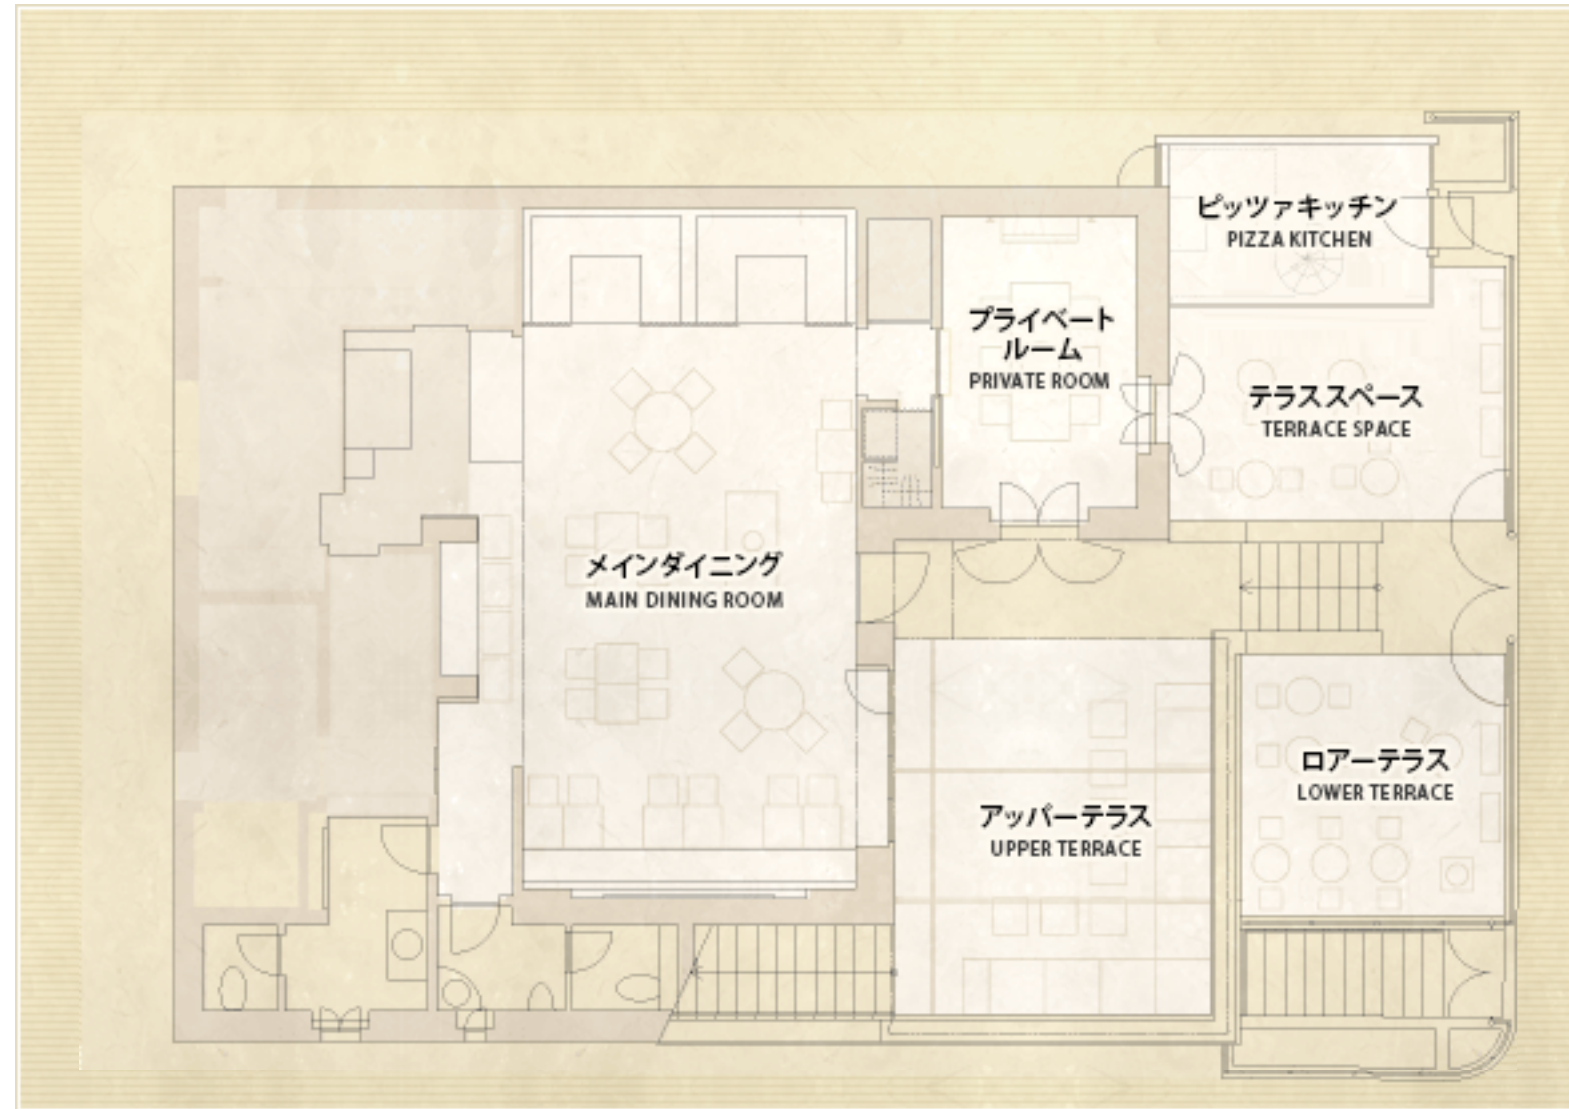 ピッツァキッチン
PIZZA KITCHEN
プライベート
ルーム
PRIVATE ROOM
テラススペース
TERRACE SPACE
メインダイニング
MAIN DINING ROOM
ロアーテラス
LOWER TERRACE
アッパーテラス
UPPER TERRACE